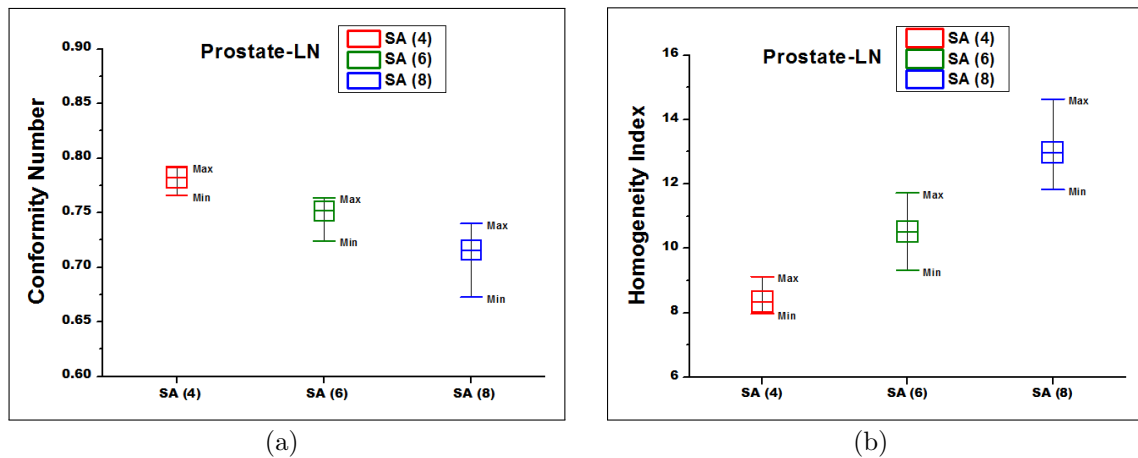 Prostate-LN
SA (4)
SA (6)
SA (8)
Conformity Number
0.90
0.85
0.80
0.75
0.70
0.65
0.60
Max
Min
Max
Min
Max
Min
SA (4)
SA (6)
SA (8)
(a)
Prostate-LN
SA (4)
SA (6)
SA (8)
Homogeneity Index
16
14
12
10
8
6
Max
Min
Max
Min
Max
Min
SA (4)
SA (6)
SA (8)
(b)